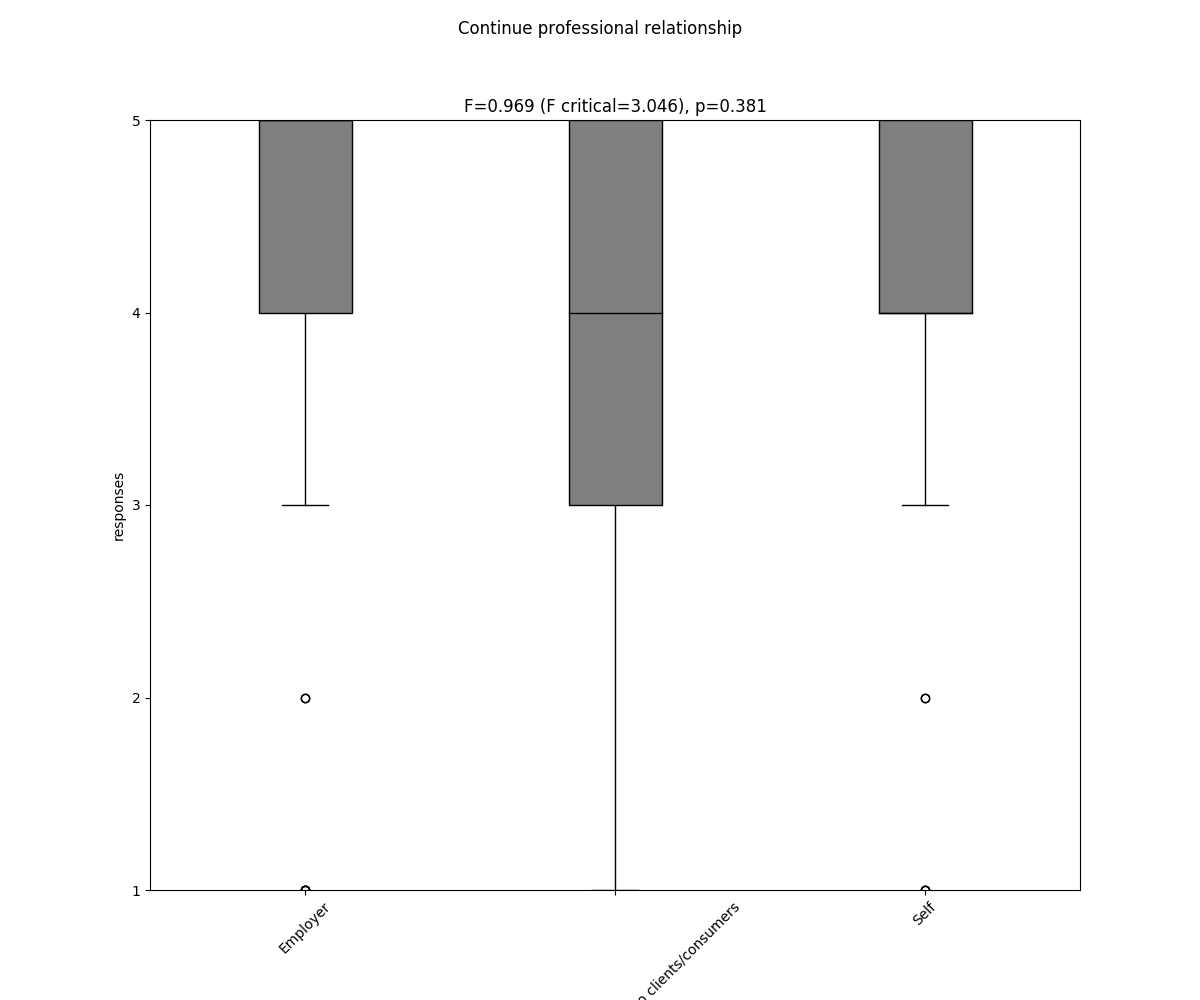 Continue professional relationship
F=0.969 (F critical=3.046), p=0.381
5
4
3
2
1
responses
Employer
clients/consumers
Self